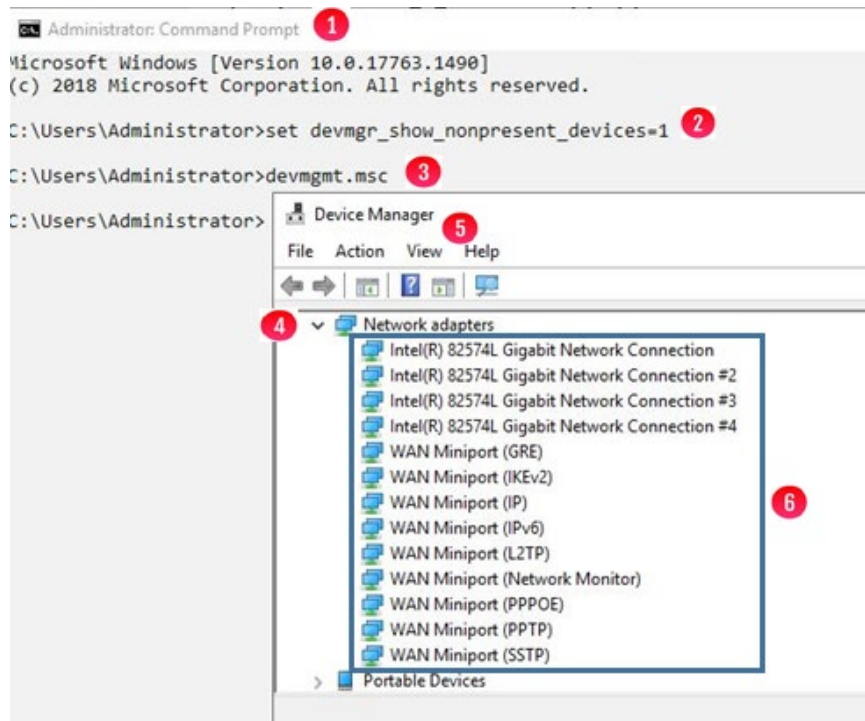 Administrator: Command Prompt 1
Microsoft Windows [Version 10.0.17763.1490]
(c) 2018 Microsoft Corporation. All rights reserved.
C:\Users\Administrator>set devmgr_show_nonpresent_devices=1 2
C:\Users\Administrator>devmgmt.msc 3
C:\Users\Administrator>
Device Manager 5
File Action View Help
4 Network adapters
Intel(R) 82574L Gigabit Network Connection
Intel(R) 82574L Gigabit Network Connection #2
Intel(R) 82574L Gigabit Network Connection #3
Intel(R) 82574L Gigabit Network Connection #4
WAN Miniport (GRE)
WAN Miniport (IKEv2)
WAN Miniport (IP) 6
WAN Miniport (IPv6)
WAN Miniport (L2TP)
WAN Miniport (Network Monitor)
WAN Miniport (PPPOE)
WAN Miniport (PPTP)
WAN Miniport (SSTP)
Portable Devices